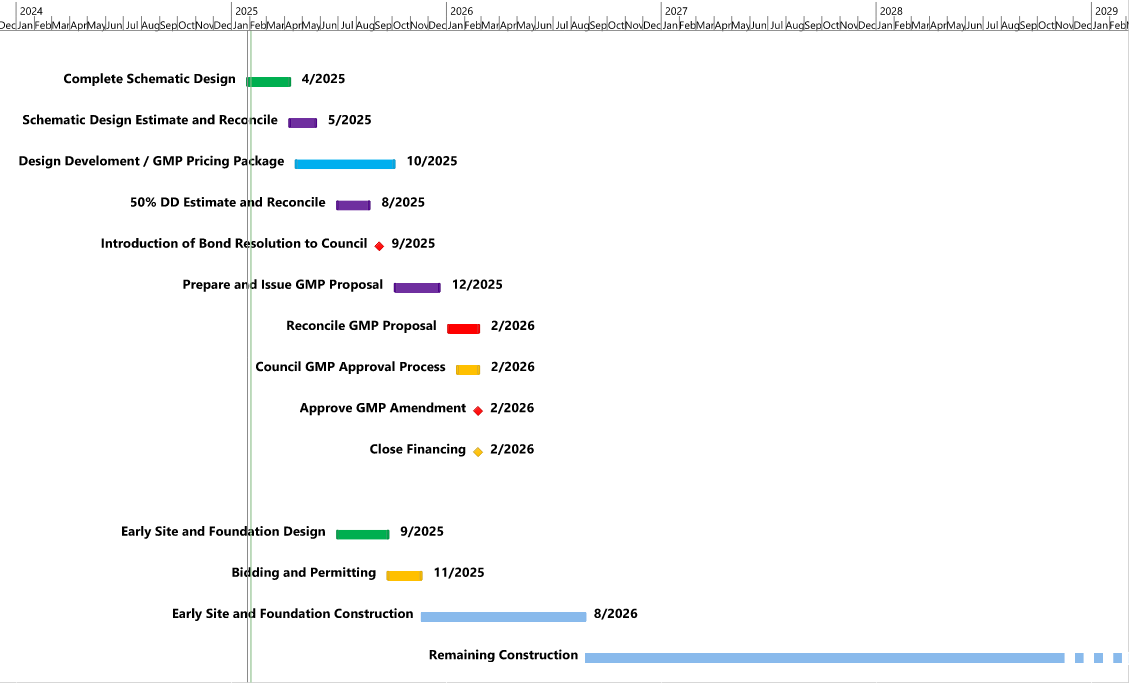 2024 2025 2026 2027 2028 2029
Dec Jan Feb Mar Apr May Jun Jul Aug Sep Oct Nov Dec Jan Feb Mar Apr May Jun Jul Aug Sep Oct Nov Dec Jan Feb Mar Apr May Jun Jul Aug Sep Oct Nov Dec Jan Feb Mar Apr May Jun Jul Aug Sep Oct Nov Dec Jan Feb Mar Apr May Jun Jul Aug Sep Oct Nov Dec Jan Feb
Complete Schematic Design 4/2025
Schematic Design Estimate and Reconcile 5/2025
Design Develoment / GMP Pricing Package 10/2025
50% DD Estimate and Reconcile 8/2025
Introduction of Bond Resolution to Council 9/2025
Prepare and Issue GMP Proposal 12/2025
Reconcile GMP Proposal 2/2026
Council GMP Approval Process 2/2026
Approve GMP Amendment 2/2026
Close Financing 2/2026
Early Site and Foundation Design 9/2025
Bidding and Permitting 11/2025
Early Site and Foundation Construction 8/2026
Remaining Construction